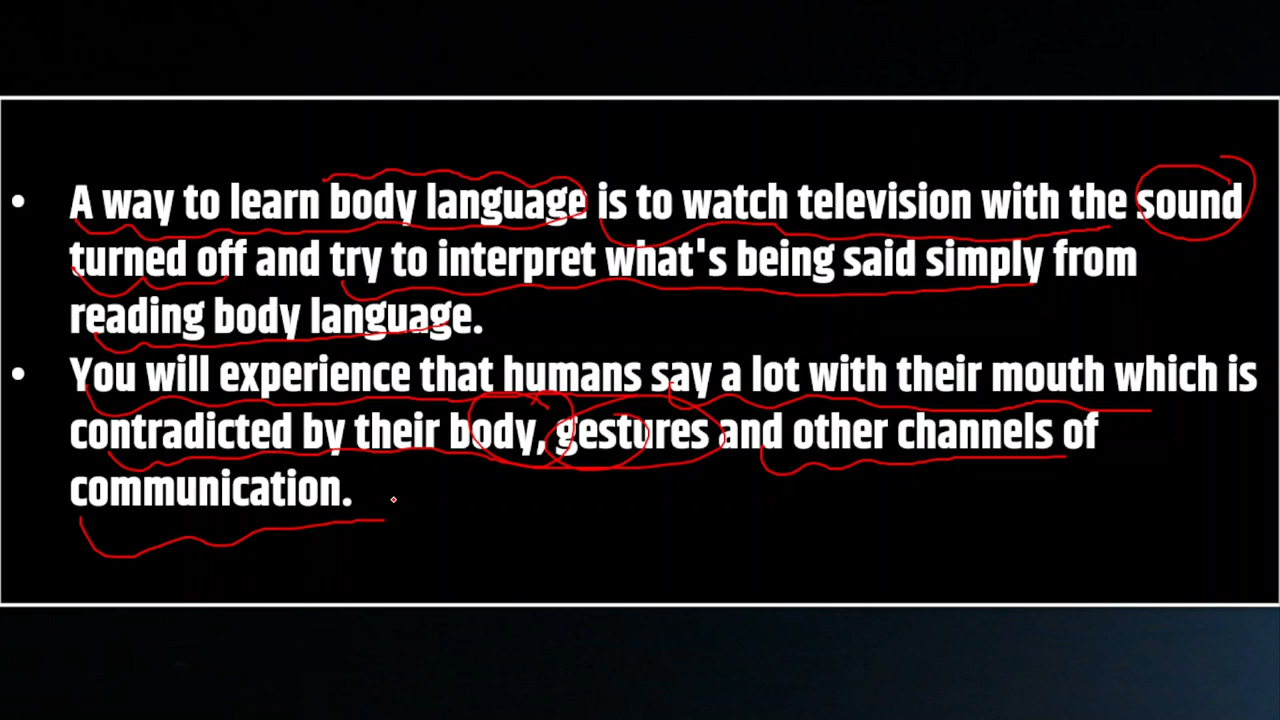 • A way to learn body language is to watch television with the sound
turned off and try to interpret what's being said simply from
reading body language.
• You will experience that humans say a lot with their mouth which is
contradicted by their body, gestures and other channels of
communication.